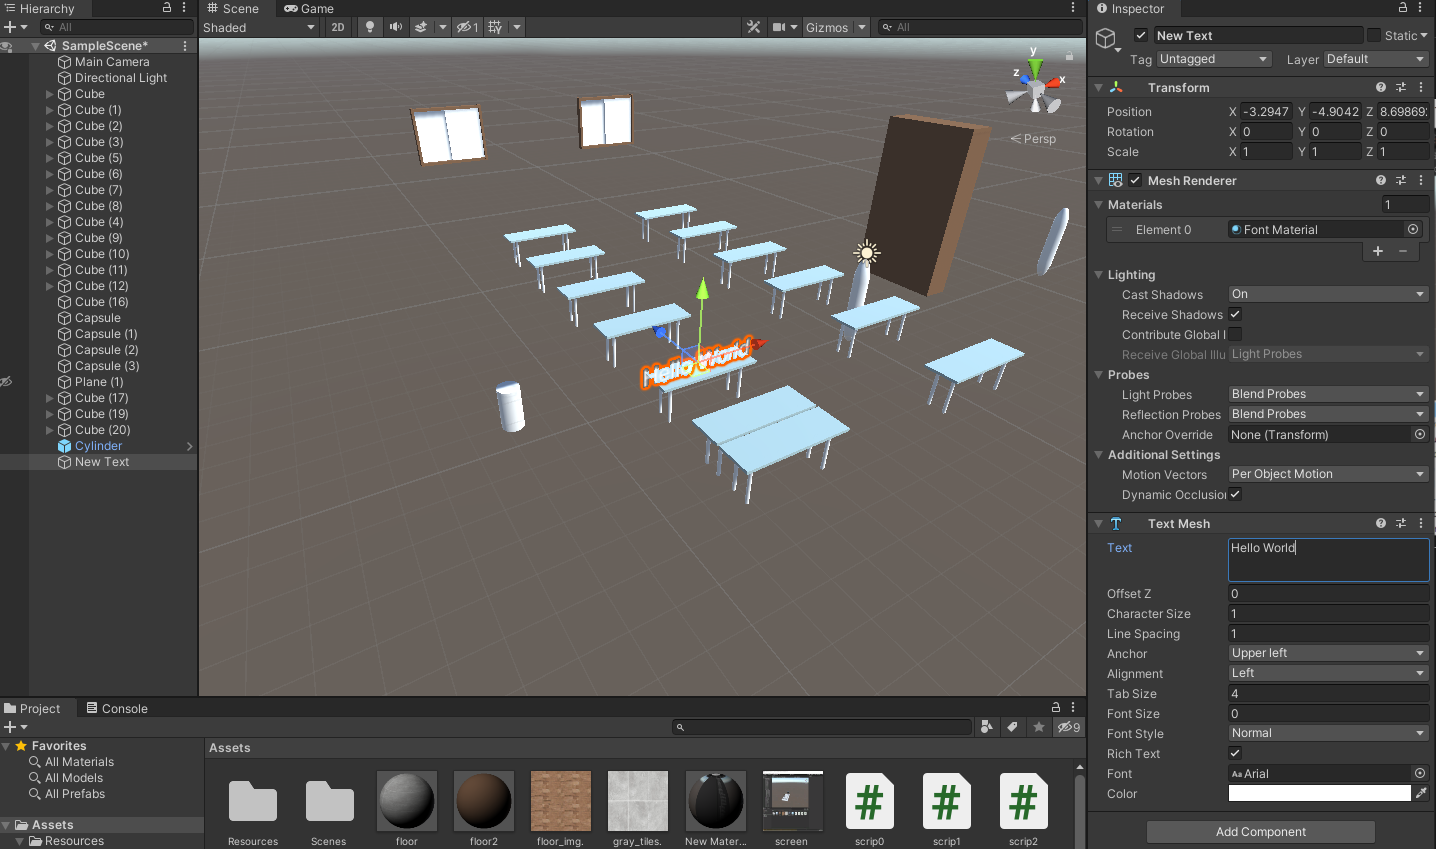 Hierarchy
All
SampleScene*
Main Camera
Directional Light
Cube
Cube (1)
Cube (2)
Cube (3)
Cube (5)
Cube (6)
Cube (7)
Cube (8)
Cube (4)
Cube (9)
Cube (10)
Cube (11)
Cube (12)
Cube (16)
Capsule
Capsule (1)
Capsule (2)
Capsule (3)
Plane (1)
Cube (17)
Cube (19)
Cube (20)
Cylinder
New Text
Scene Game
Shaded 2D 1 Gizmos All
y
z x
Persp
Hello World
Inspector
New Text Static
Tag Untagged Layer Default
Transform
Position X -3.2947 Y -4.9042 Z 8.69869
Rotation X 0 Y 0 Z 0
Scale X 1 Y 1 Z 1
Mesh Renderer
Materials 1
Element 0 Font Material
+ −
Lighting
Cast Shadows On
Receive Shadows
Contribute Global I
Receive Global Illu Light Probes
Probes
Light Probes Blend Probes
Reflection Probes Blend Probes
Anchor Override None (Transform)
Additional Settings
Motion Vectors Per Object Motion
Dynamic Occlusion
Text Mesh
Text Hello World
Offset Z 0
Character Size 1
Line Spacing 1
Anchor Upper left
Alignment Left
Tab Size 4
Font Size 0
Font Style Normal
Rich Text
Font Aa Arial
Color
Add Component
Project Console
9
Favorites
All Materials
All Models
All Prefabs
Assets
Resources
Assets
Resources Scenes floor floor2 floor_img. gray_tiles. New Mater... screen scrip0 scrip1 scrip2